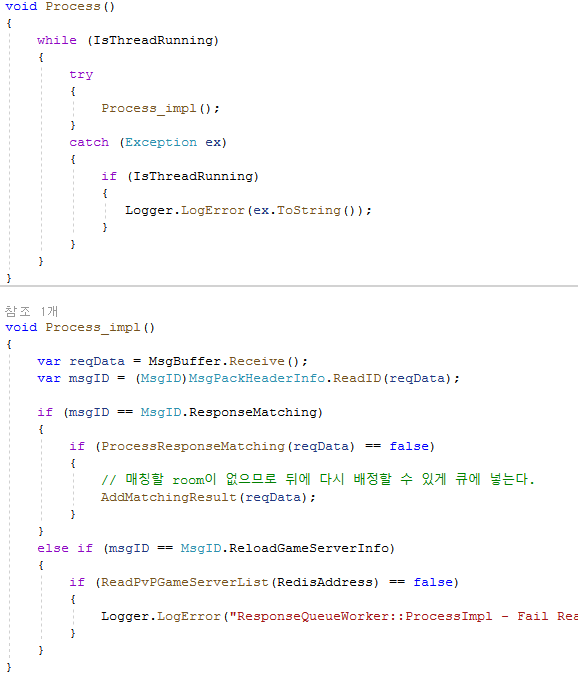 void Process()
{
while (IsThreadRunning)
{
try
{
Process_impl();
}
catch (Exception ex)
{
if (IsThreadRunning)
{
Logger.LogError(ex.ToString());
}
}
}
}
참조 1개
void Process_impl()
{
var reqData = MsgBuffer.Receive();
var msgID = (MsgID)MsgPackHeaderInfo.ReadID(reqData);
if (msgID == MsgID.ResponseMatching)
{
if (ProcessResponseMatching(reqData) == false)
{
// 매칭할 room이 없으므로 뒤에 다시 배정할 수 있게 큐에 넣는다.
AddMatchingResult(reqData);
}
}
else if (msgID == MsgID.ReloadGameServerInfo)
{
if (ReadPvPGameServerList(RedisAddress) == false)
{
Logger.LogError("ResponseQueueWorker::ProcessImpl - Fail Rea
}
}
}